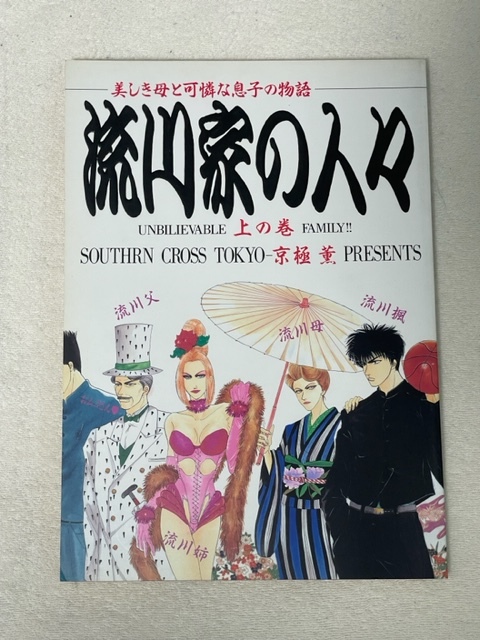 美しき母と可憐な息子の物語
流川家の人々
UNBILIEVABLE 上の巻 FAMILY!!
SOUTHRN CROSS TOKYO-京極 薫 PRESENTS
流川父
流川母
流川楓
流川姉